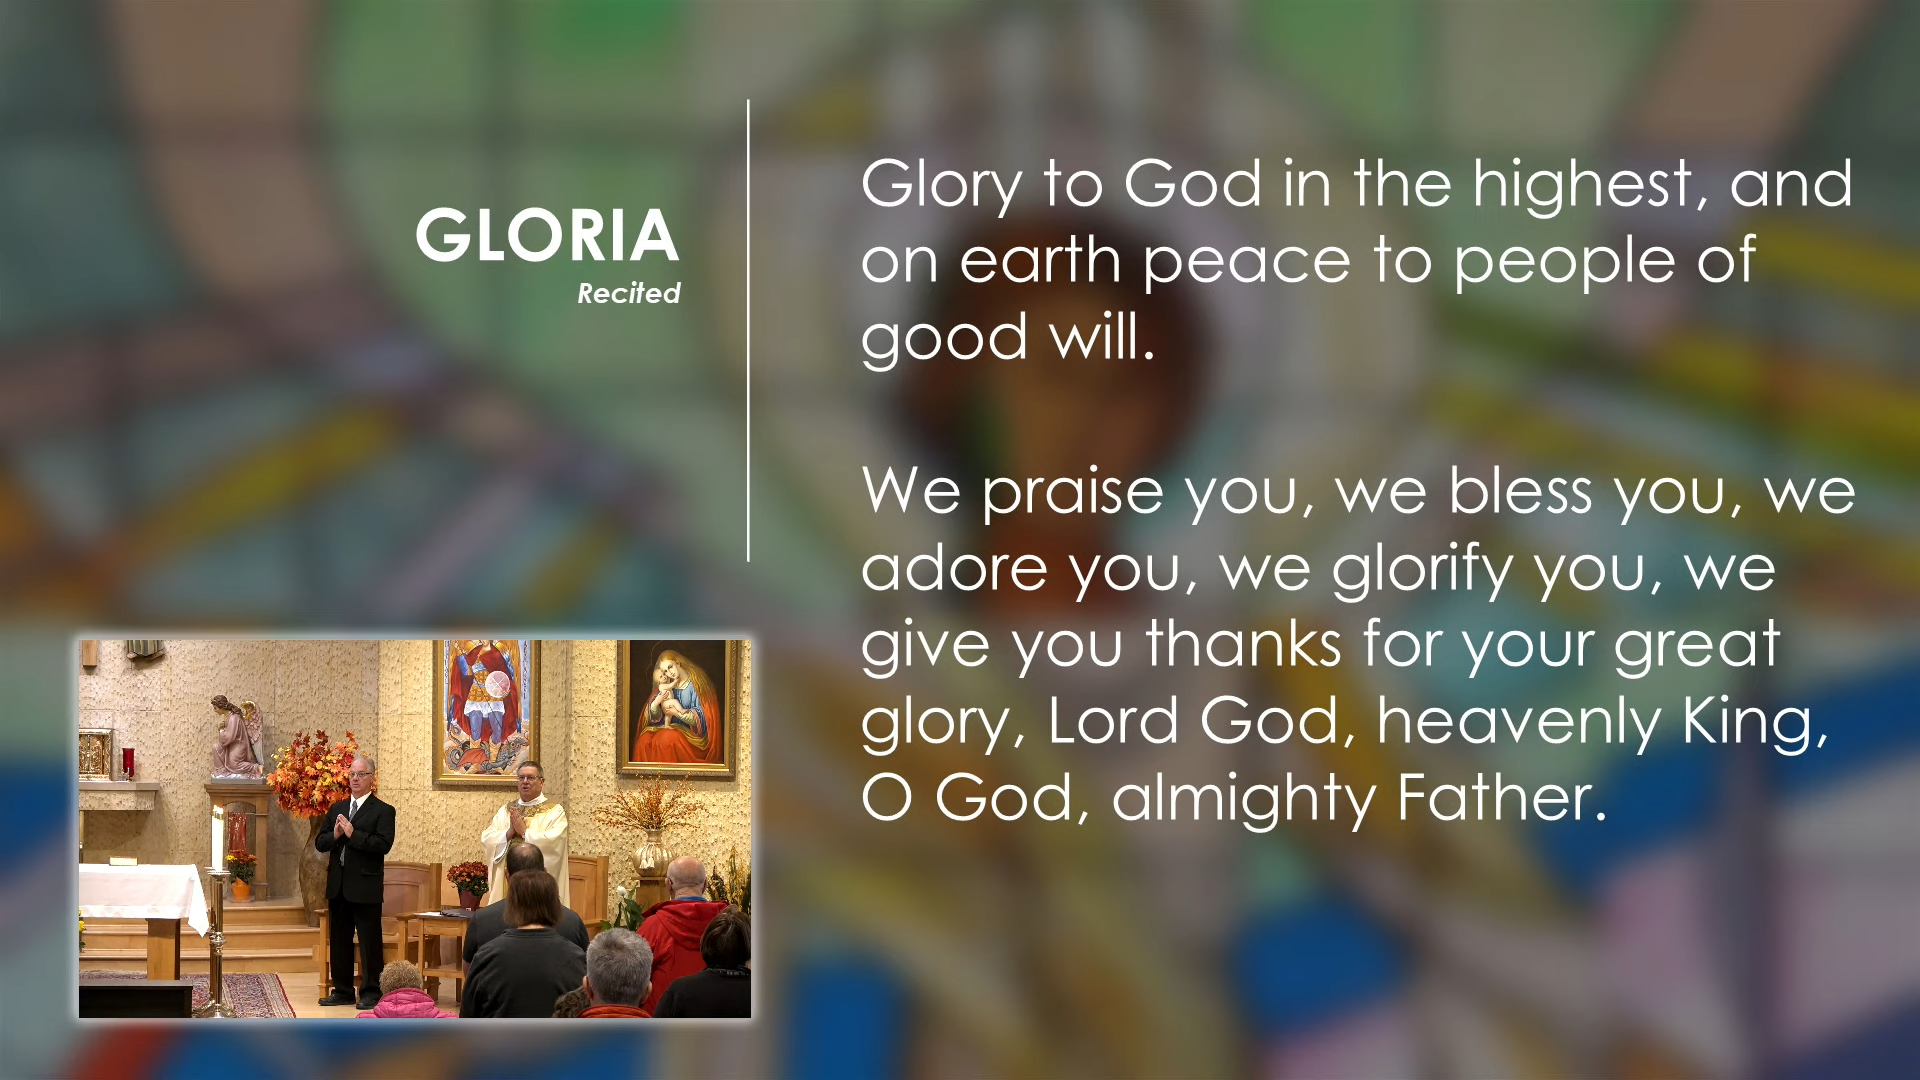 GLORIA
Recited
Glory to God in the highest, and
on earth peace to people of
good will.
We praise you, we bless you, we
adore you, we glorify you, we
give you thanks for your great
glory, Lord God, heavenly King,
O God, almighty Father.